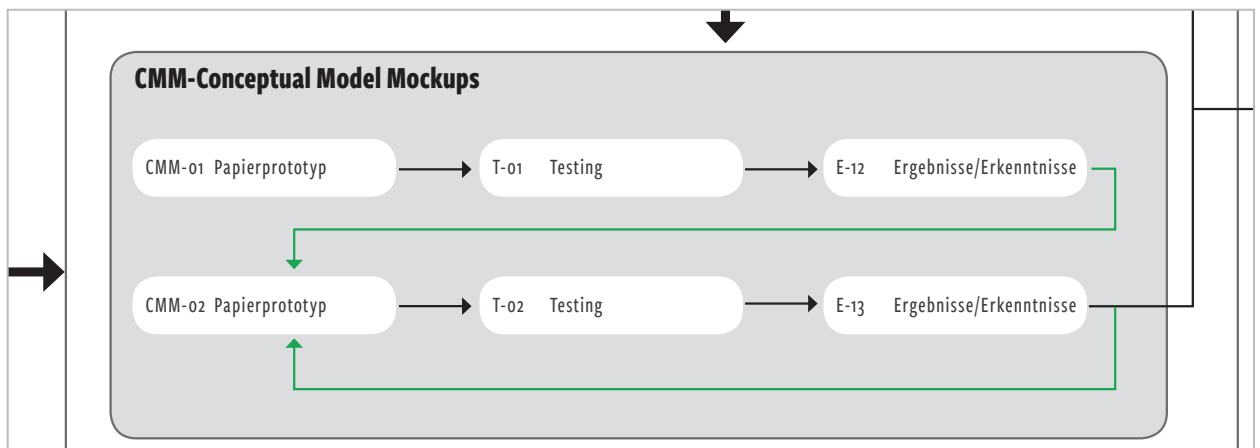 CMM-Conceptual Model Mockups
CMM-01 Papierprototyp
T-01 Testing
E-12 Ergebnisse/Erkenntnisse
CMM-02 Papierprototyp
T-02 Testing
E-13 Ergebnisse/Erkenntnisse